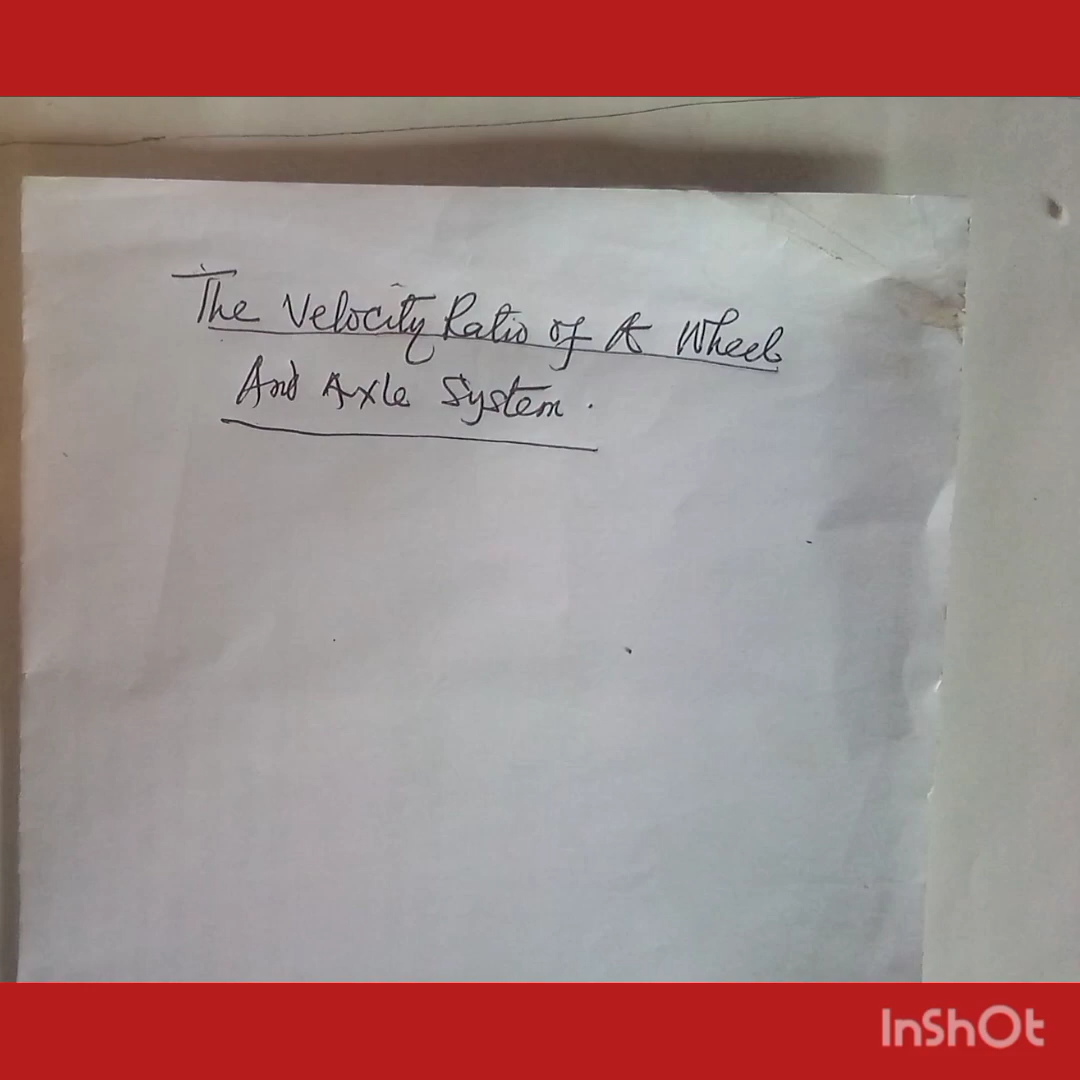 The Velocity Ratio of A Wheel
And Axle System.
InShOt